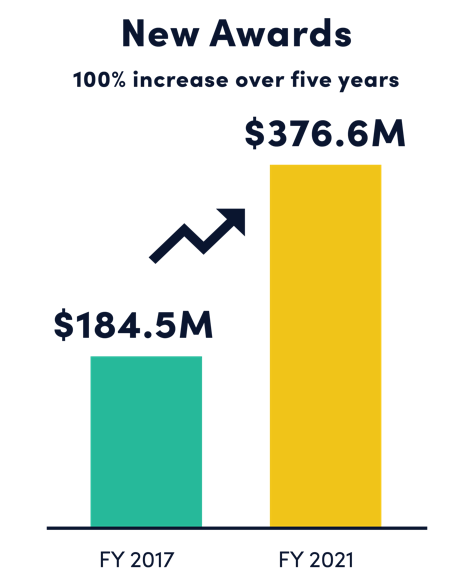 New Awards
100% increase over five years
$376.6M
$184.5M
FY 2017
FY 2021